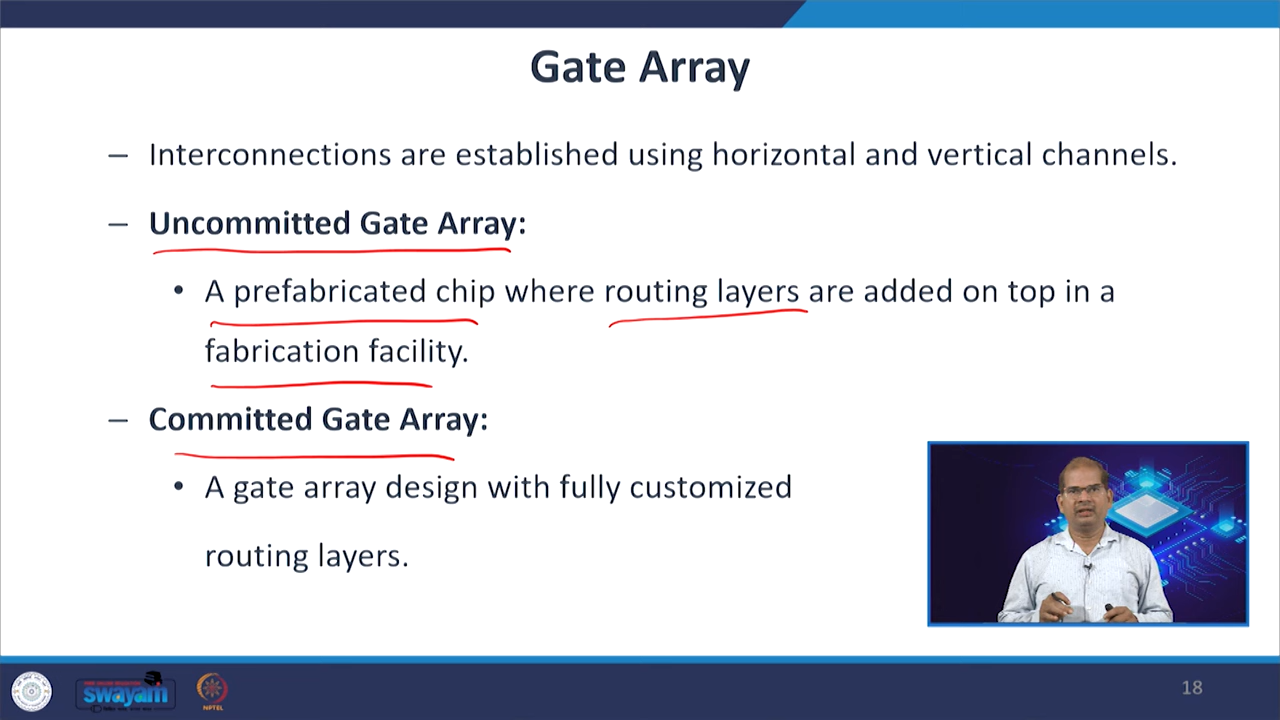 Gate Array
– Interconnections are established using horizontal and vertical channels.
– Uncommitted Gate Array:
• A prefabricated chip where routing layers are added on top in a
fabrication facility.
– Committed Gate Array:
• A gate array design with fully customized
routing layers.
swayam
NPTEL
18